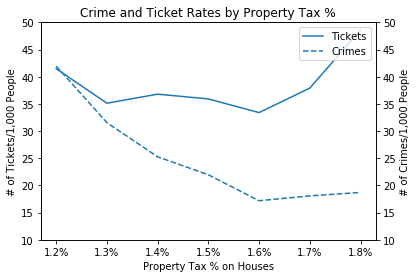 Crime and Ticket Rates by Property Tax %
Tickets
Crimes
50
45
40
35
30
25
20
15
10
# of Tickets/1,000 People
50
45
40
35
30
25
20
15
10
# of Crimes/1,000 People
1.2% 1.3% 1.4% 1.5% 1.6% 1.7% 1.8%
Property Tax % on Houses